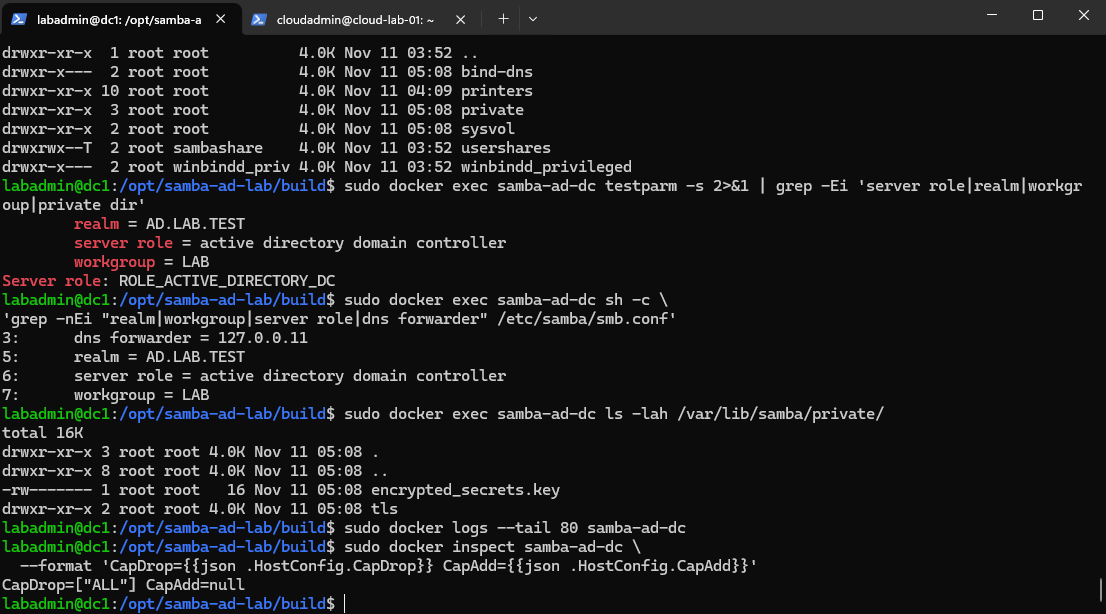 labadmin@dc1: /opt/samba-a
cloudadmin@cloud-lab-01: ~
drwxr-xr-x  1 root root          4.0K Nov 11 03:52 ..
drwxr-x---  2 root root          4.0K Nov 11 05:08 bind-dns
drwxr-xr-x 10 root root          4.0K Nov 11 04:09 printers
drwxr-xr-x  3 root root          4.0K Nov 11 05:08 private
drwxr-xr-x  2 root root          4.0K Nov 11 05:08 sysvol
drwxrwx--T  2 root sambashare    4.0K Nov 11 03:52 usershares
drwxr-x---  2 root winbindd_priv 4.0K Nov 11 03:52 winbindd_privileged
labadmin@dc1:/opt/samba-ad-lab/build$ sudo docker exec samba-ad-dc testparm -s 2>&1 | grep -Ei 'server role|realm|workgr
oup|private dir'
        realm = AD.LAB.TEST
        server role = active directory domain controller
        workgroup = LAB
Server role: ROLE_ACTIVE_DIRECTORY_DC
labadmin@dc1:/opt/samba-ad-lab/build$ sudo docker exec samba-ad-dc sh -c \
'grep -nEi "realm|workgroup|server role|dns forwarder" /etc/samba/smb.conf'
3:      dns forwarder = 127.0.0.11
5:      realm = AD.LAB.TEST
6:      server role = active directory domain controller
7:      workgroup = LAB
labadmin@dc1:/opt/samba-ad-lab/build$ sudo docker exec samba-ad-dc ls -lah /var/lib/samba/private/
total 16K
drwxr-xr-x 3 root root 4.0K Nov 11 05:08 .
drwxr-xr-x 8 root root 4.0K Nov 11 05:08 ..
-rw------- 1 root root   16 Nov 11 05:08 encrypted_secrets.key
drwxr-xr-x 2 root root 4.0K Nov 11 05:08 tls
labadmin@dc1:/opt/samba-ad-lab/build$ sudo docker logs --tail 80 samba-ad-dc
labadmin@dc1:/opt/samba-ad-lab/build$ sudo docker inspect samba-ad-dc \
  --format 'CapDrop={{json .HostConfig.CapDrop}} CapAdd={{json .HostConfig.CapAdd}}'
CapDrop=["ALL"] CapAdd=null
labadmin@dc1:/opt/samba-ad-lab/build$